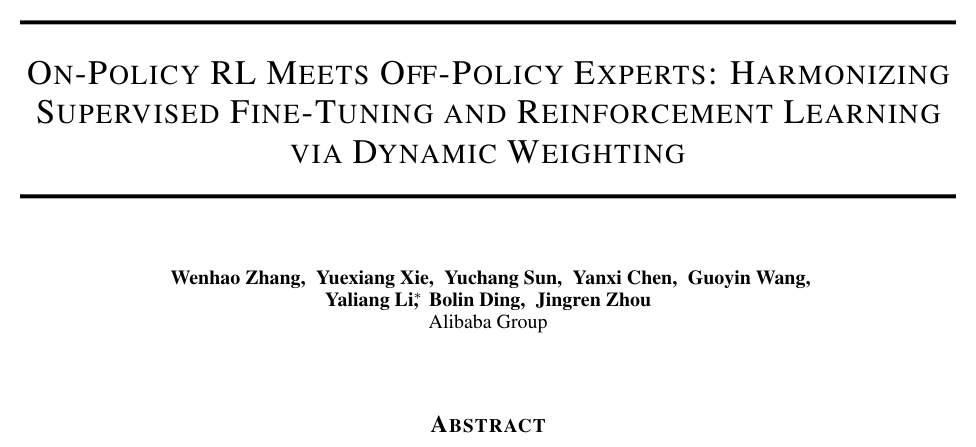 ON-POLICY RL MEETS OFF-POLICY EXPERTS: HARMONIZING
SUPERVISED FINE-TUNING AND REINFORCEMENT LEARNING
VIA DYNAMIC WEIGHTING
Wenhao Zhang, Yuexiang Xie, Yuchang Sun, Yanxi Chen, Guoyin Wang,
Yaliang Li,* Bolin Ding, Jingren Zhou
Alibaba Group
ABSTRACT